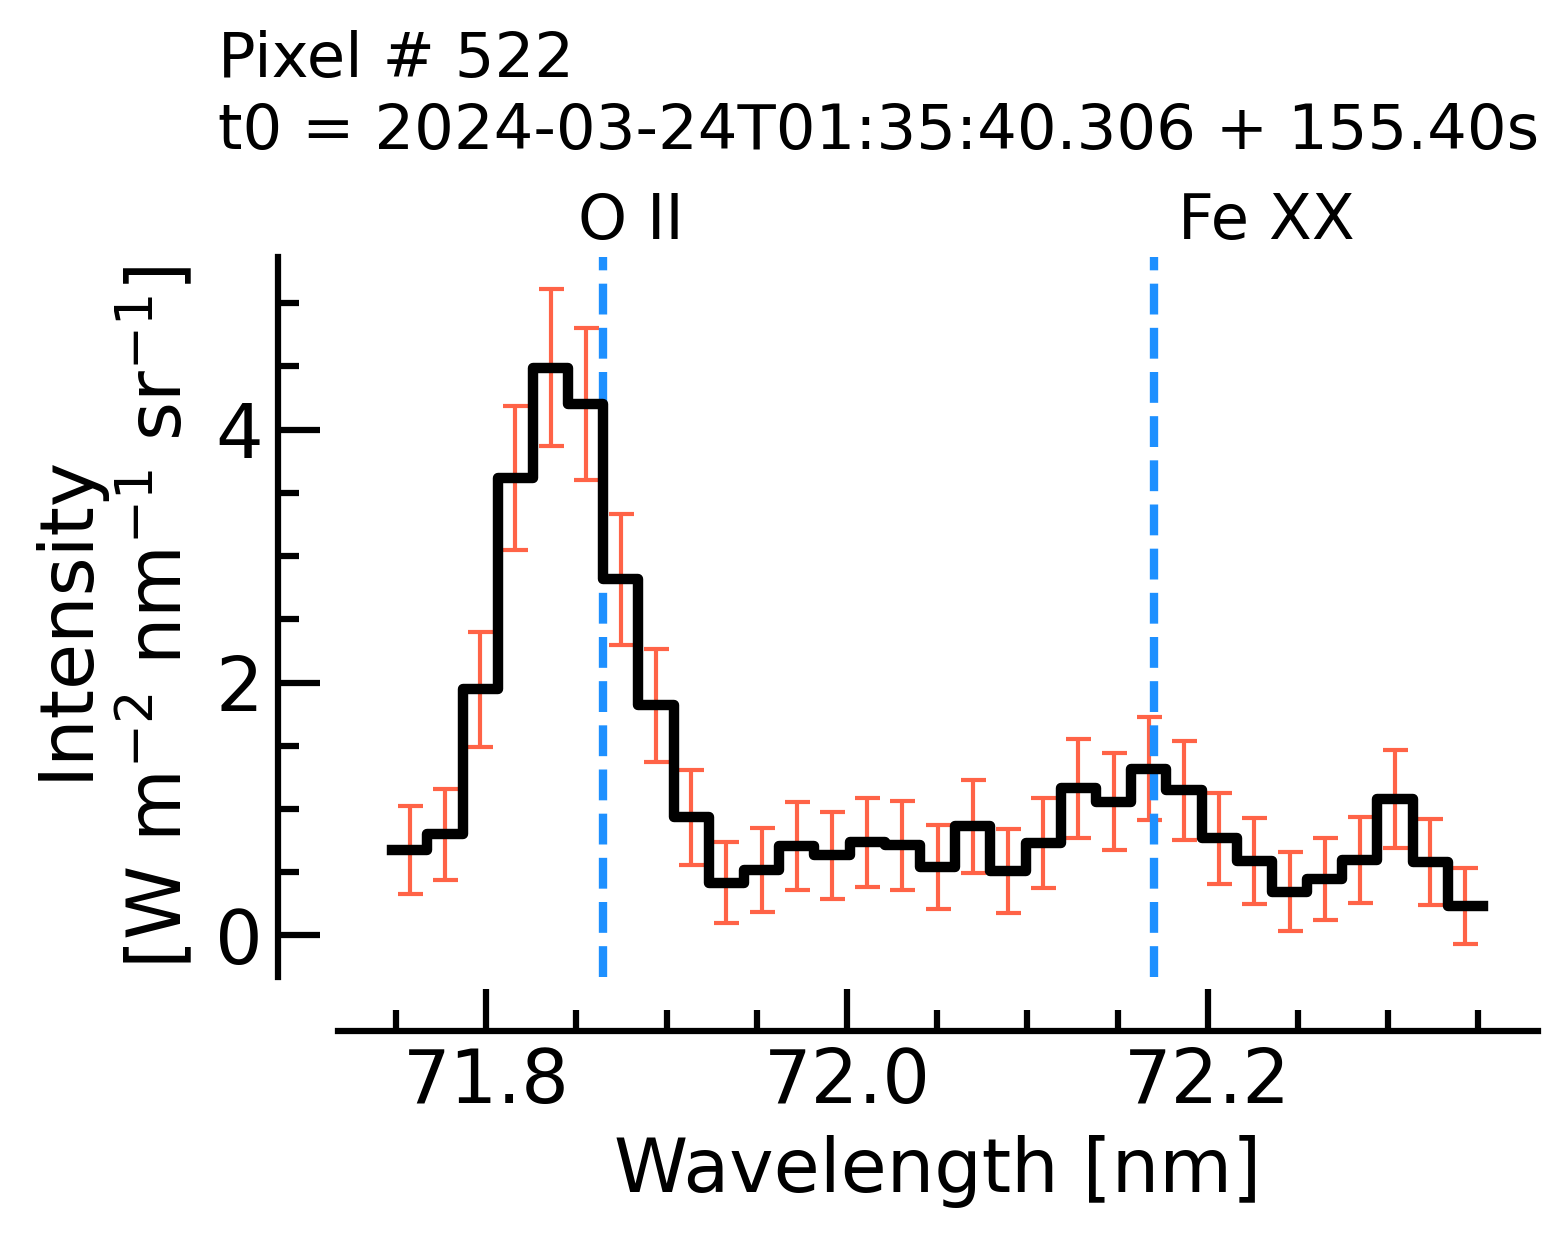 Pixel # 522
t0 = 2024-03-24T01:35:40.306 + 155.40s
O II
Fe XX
Intensity
[W m⁻² nm⁻¹ sr⁻¹]
4
2
0
71.8
72.0
72.2
Wavelength [nm]